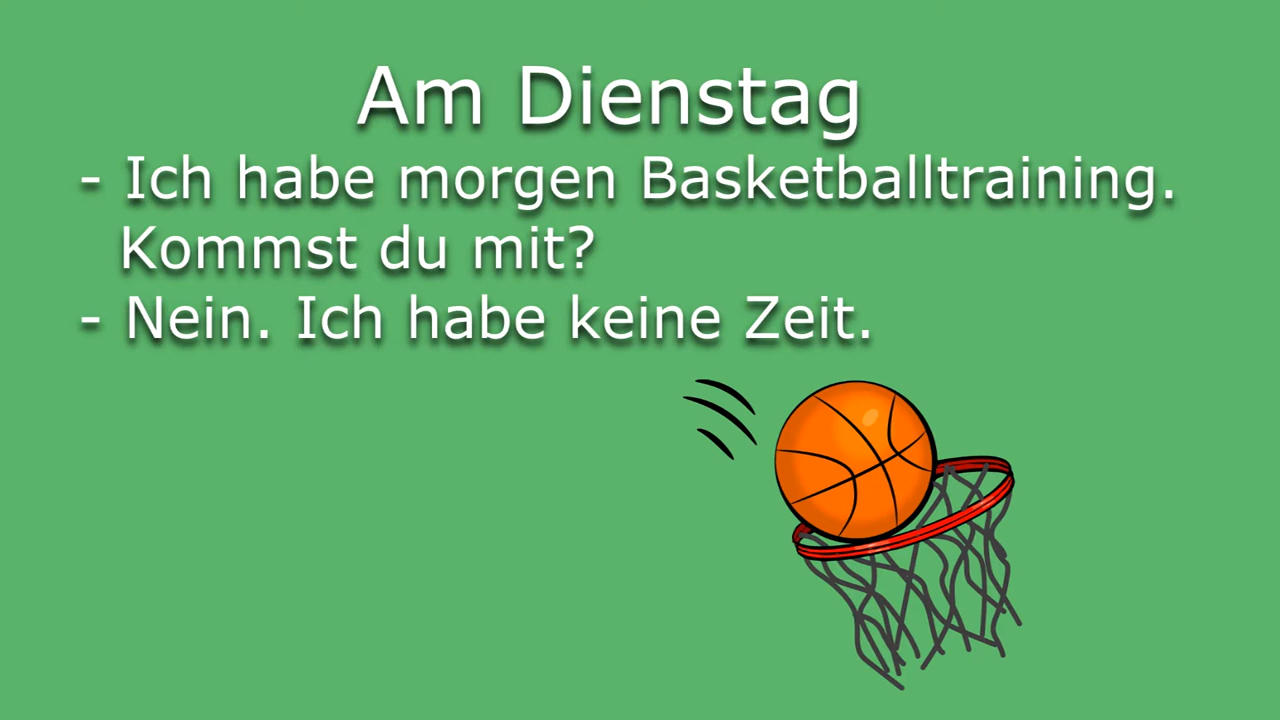 Am Dienstag
- Ich habe morgen Basketballtraining.
Kommst du mit?
- Nein. Ich habe keine Zeit.